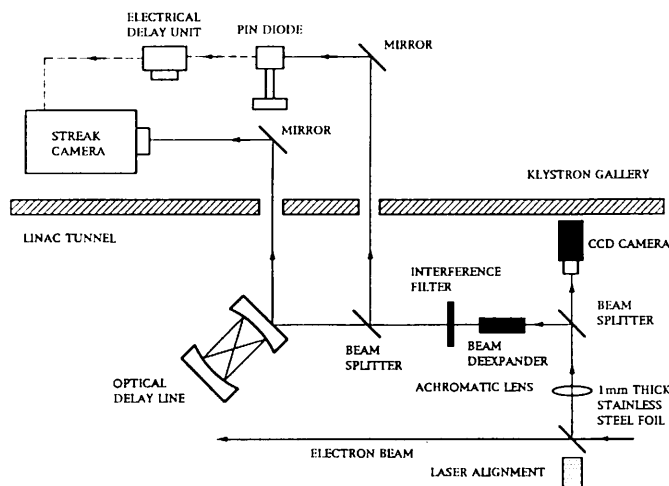 ELECTRICAL
DELAY UNIT
PIN DIODE
MIRROR
STREAK
CAMERA
MIRROR
KLYSTRON GALLERY
LINAC TUNNEL
CCD CAMERA
INTERFERENCE
FILTER
BEAM
SPLITTER
BEAM
SPLITTER
BEAM
DEEXPANDER
OPTICAL
DELAY LINE
ACHROMATIC LENS
1mm THICK
STAINLESS
STEEL FOIL
ELECTRON BEAM
LASER ALIGNMENT